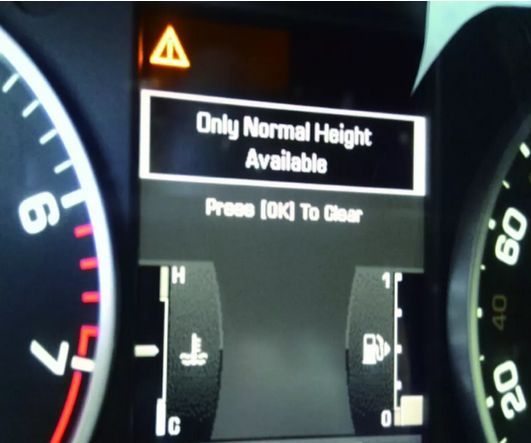 Only Normal Height
Available
Press [OK] To Clear
H
1
C
0
6
7
60
40
20